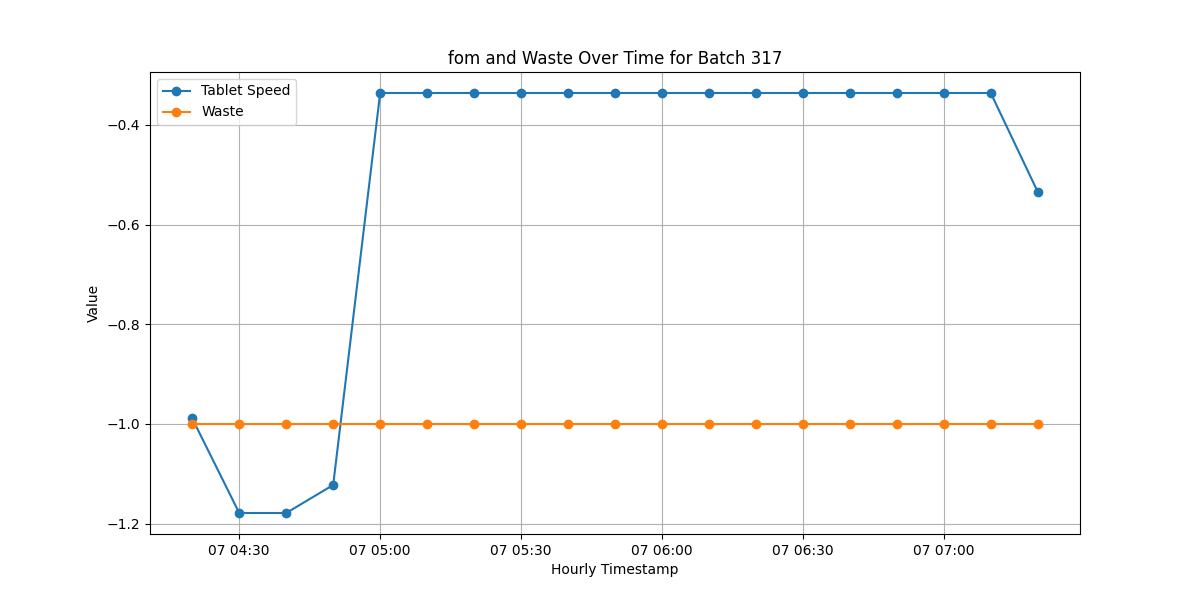 fom and Waste Over Time for Batch 317
Tablet Speed
Waste
−0.4
−0.6
−0.8
−1.0
−1.2
Value
07 04:30 07 05:00 07 05:30 07 06:00 07 06:30 07 07:00
Hourly Timestamp